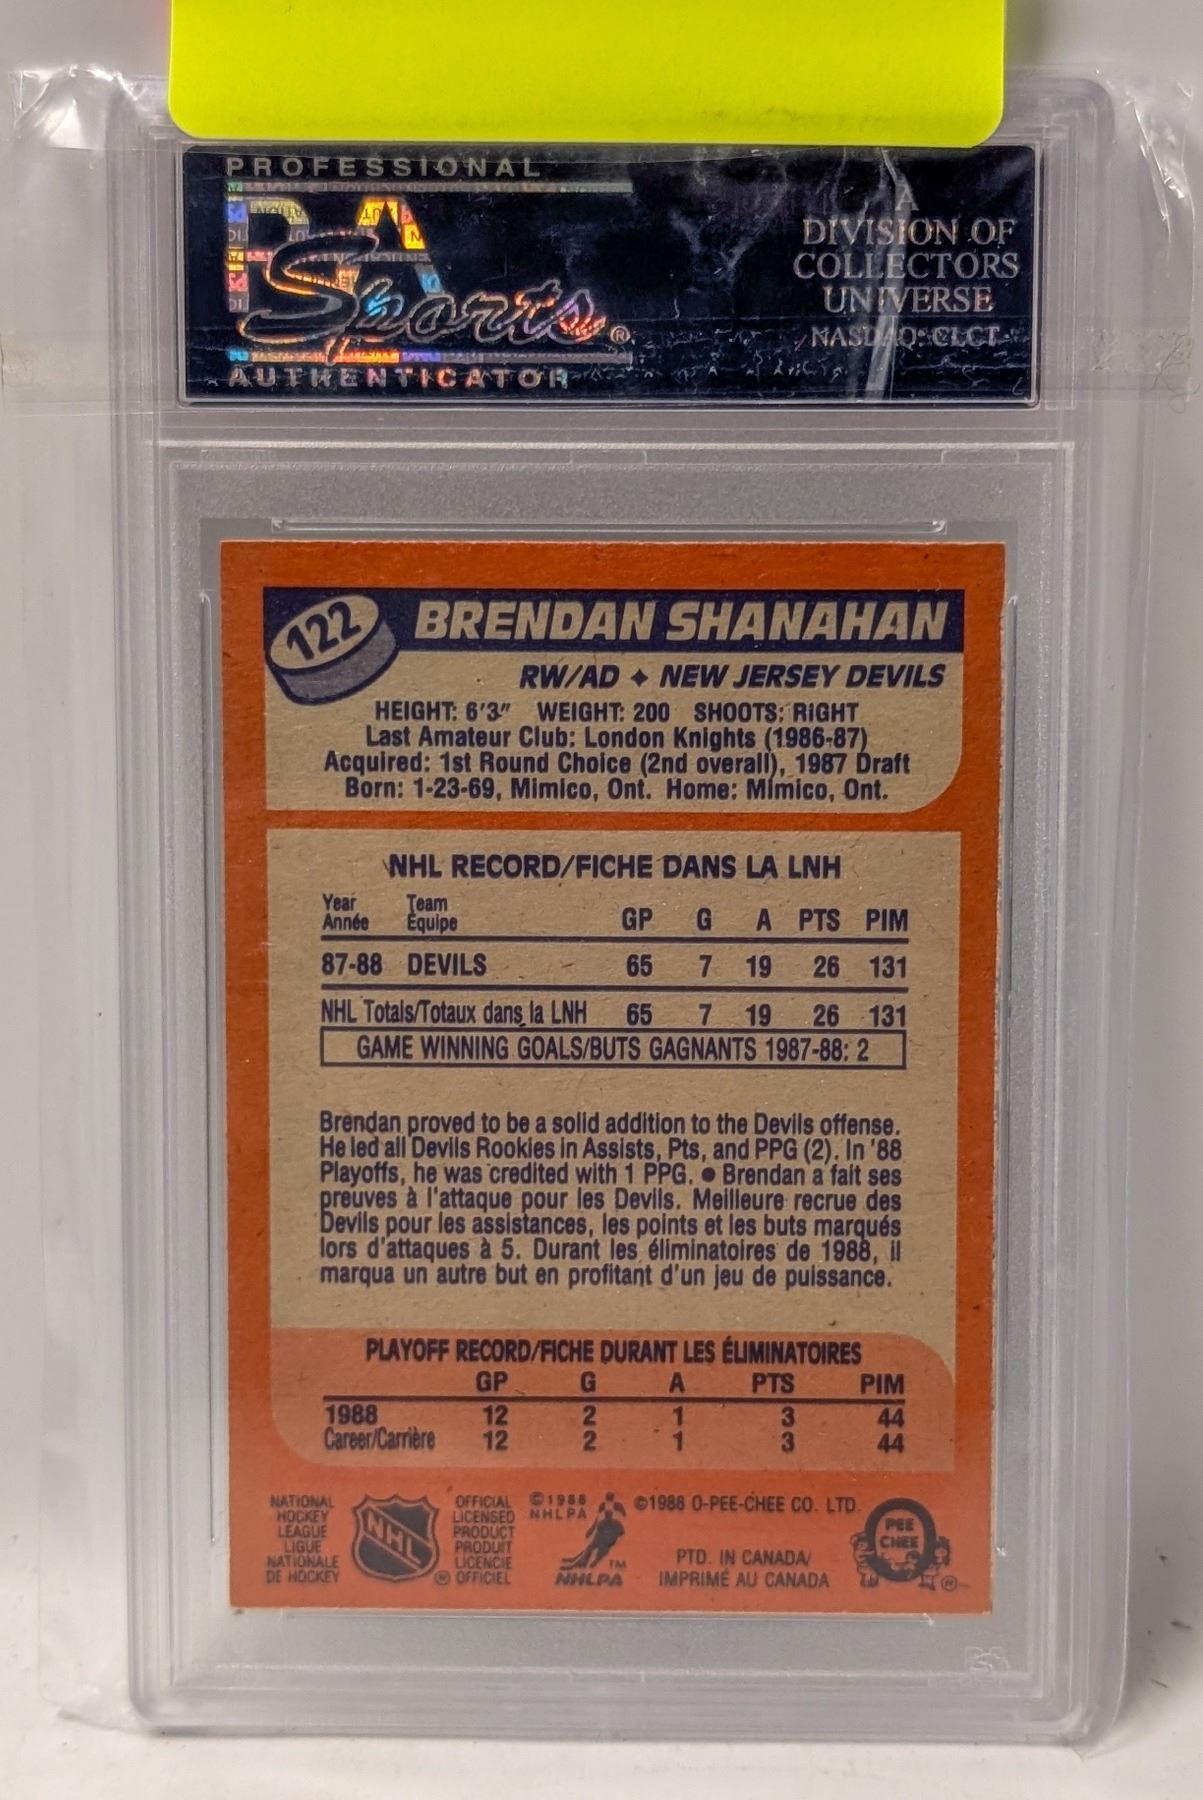 PROFESSIONAL
PSA
Sports®
AUTHENTICATOR
A
DIVISION OF
COLLECTORS
UNIVERSE
NASDAQ: CLCT
122
BRENDAN SHANAHAN
RW/AD ✦ NEW JERSEY DEVILS
HEIGHT: 6'3" WEIGHT: 200 SHOOTS: RIGHT
Last Amateur Club: London Knights (1986-87)
Acquired: 1st Round Choice (2nd overall), 1987 Draft
Born: 1-23-69, Mimico, Ont. Home: Mimico, Ont.
NHL RECORD/FICHE DANS LA LNH
Year Team
Année Équipe GP G A PTS PIM
87-88 DEVILS 65 7 19 26 131
NHL Totals/Totaux dans la LNH 65 7 19 26 131
GAME WINNING GOALS/BUTS GAGNANTS 1987-88: 2
Brendan proved to be a solid addition to the Devils offense.
He led all Devils Rookies in Assists, Pts, and PPG (2). In '88
Playoffs, he was credited with 1 PPG. ● Brendan a fait ses
preuves à l'attaque pour les Devils. Meilleure recrue des
Devils pour les assistances, les points et les buts marqués
lors d'attaques à 5. Durant les éliminatoires de 1988, il
marqua un autre but en profitant d'un jeu de puissance.
PLAYOFF RECORD/FICHE DURANT LES ÉLIMINATOIRES
GP G A PTS PIM
1988 12 2 1 3 44
Career/Carrière 12 2 1 3 44
NATIONAL
HOCKEY
LEAGUE
LIGUE
NATIONALE
DE HOCKEY
NHL
®
OFFICIAL
LICENSED
PRODUCT
PRODUIT
LICENCIE
OFFICIEL
©1988
NHLPA
TM
NHLPA
©1988 O-PEE-CHEE CO. LTD.
PTD. IN CANADA/
IMPRIMÉ AU CANADA
PEE
CHEE
®
PSA